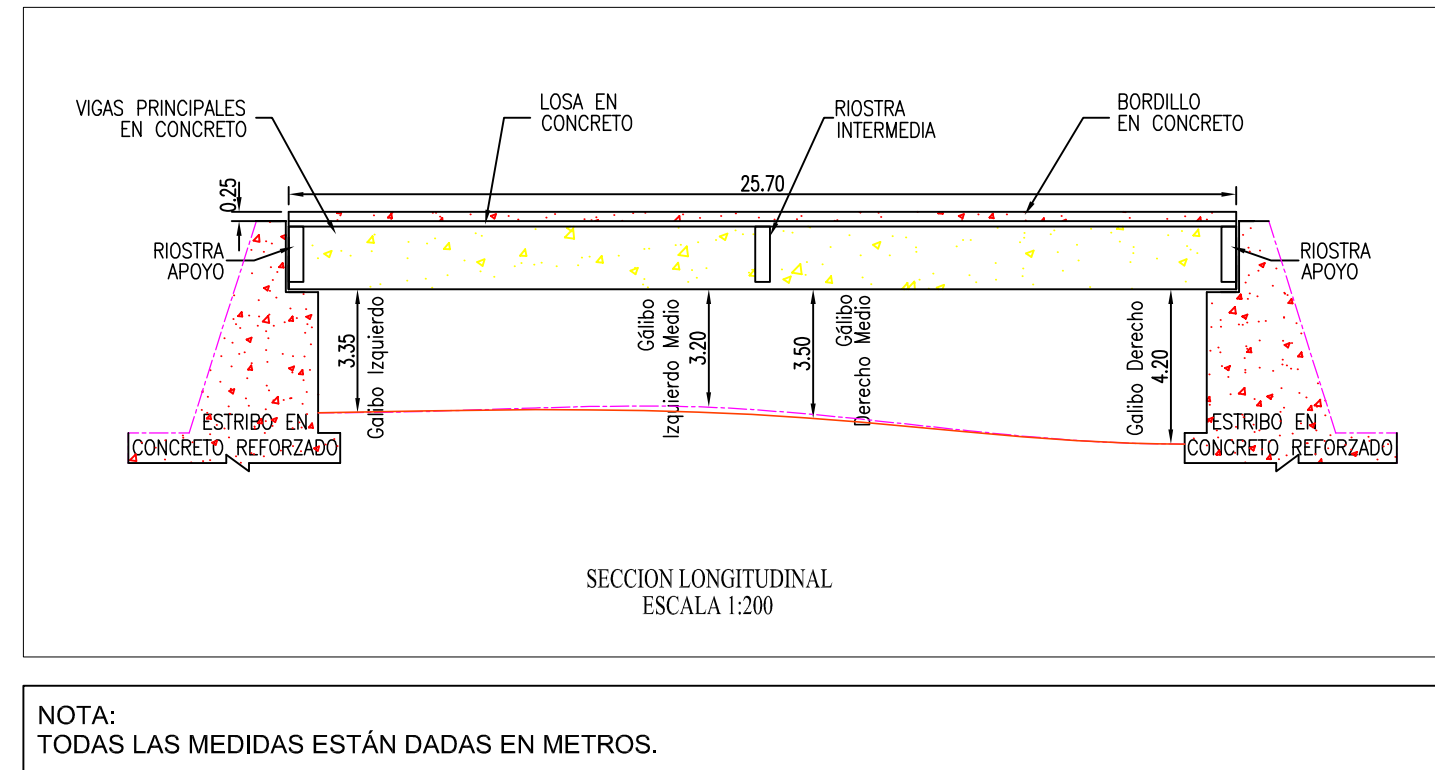 VIGAS PRINCIPALES
EN CONCRETO
LOSA EN
CONCRETO
RIOSTRA
INTERMEDIA
BORDILLO
EN CONCRETO
25.70
0.25
RIOSTRA
APOYO
RIOSTRA
APOYO
3.35
Galibo Izquierdo
Gálibo
Izquierdo Medio
3.20
3.50
Gálibo
Derecho Medio
Galibo Derecho
4.20
ESTRIBO EN
CONCRETO REFORZADO
ESTRIBO EN
CONCRETO REFORZADO
SECCION LONGITUDINAL
ESCALA 1:200
NOTA:
TODAS LAS MEDIDAS ESTÁN DADAS EN METROS.